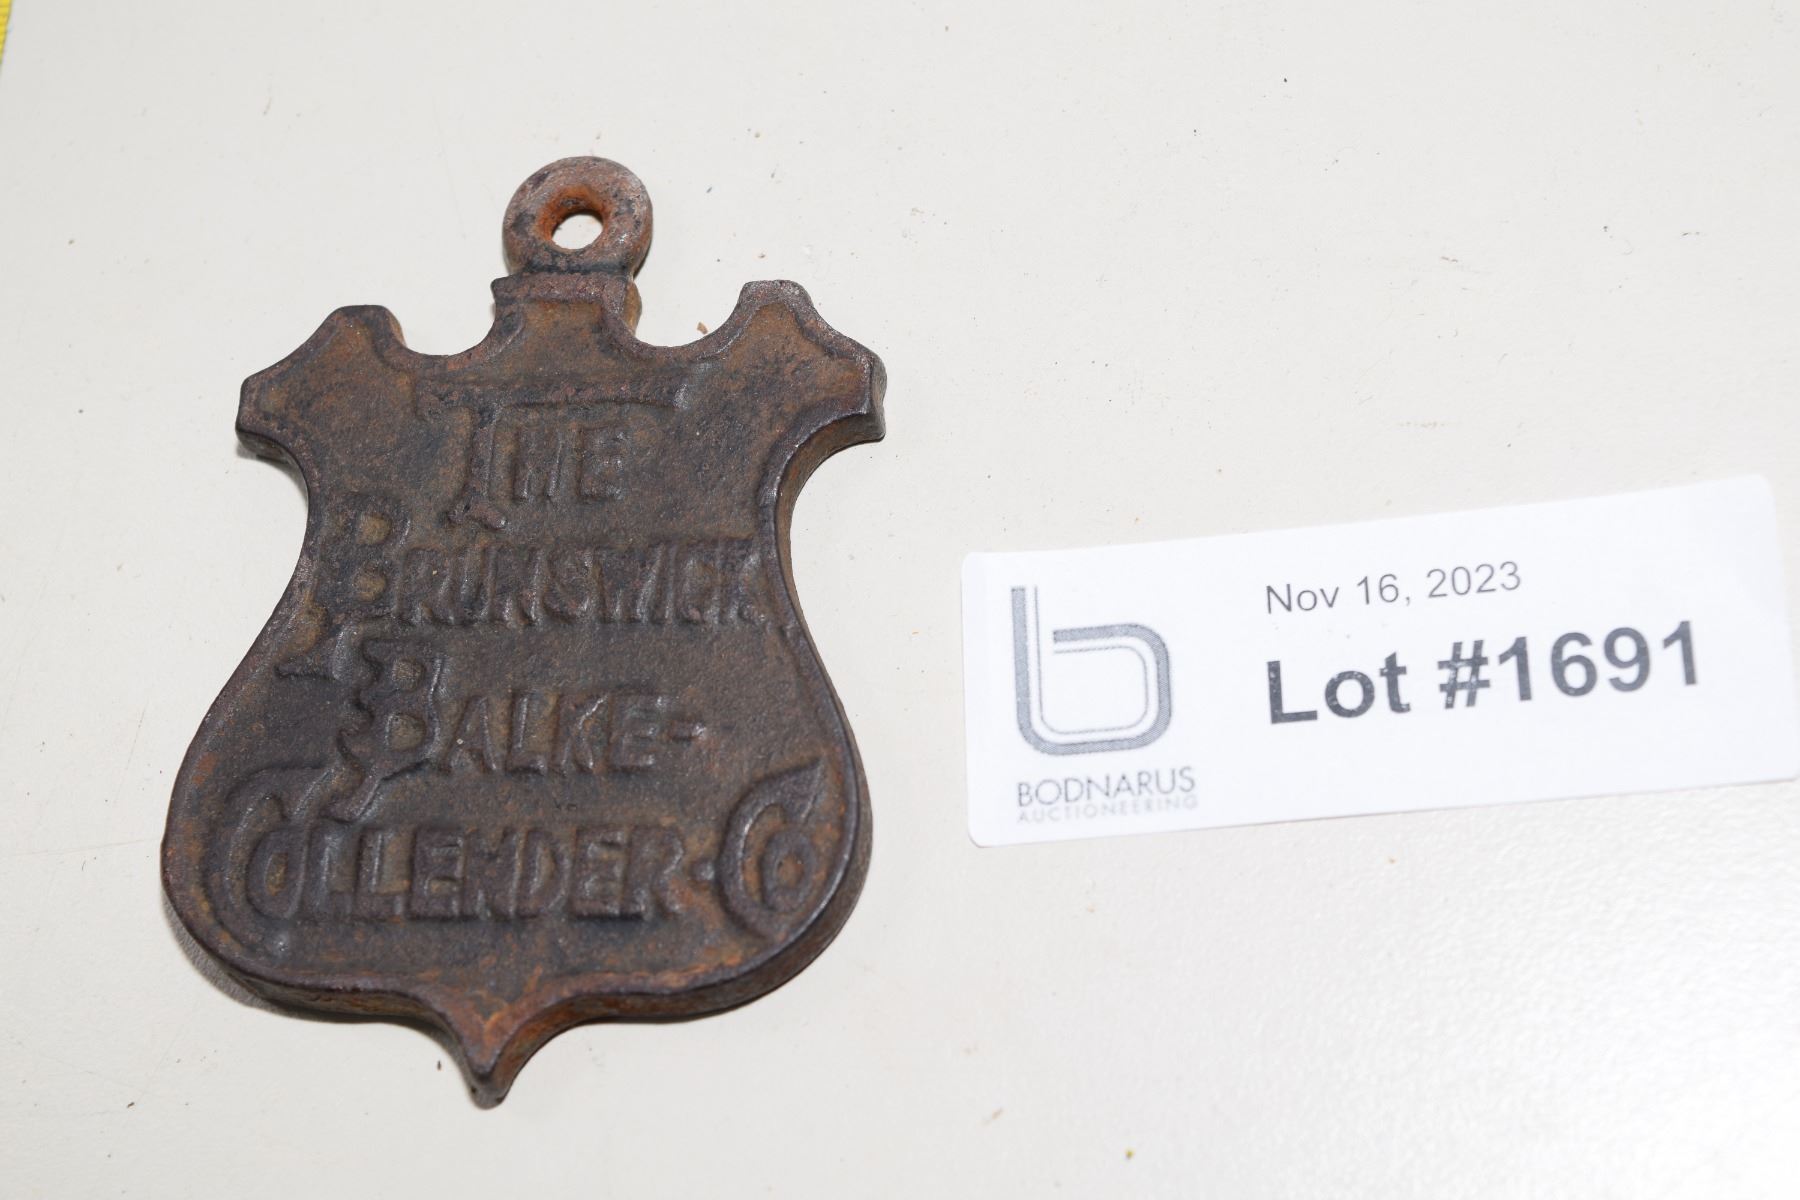 THE
BRUNSWICK,
BALKE-
COLLENDER-CO
Nov 16, 2023
Lot #1691
BODNARUS
AUCTIONEERING